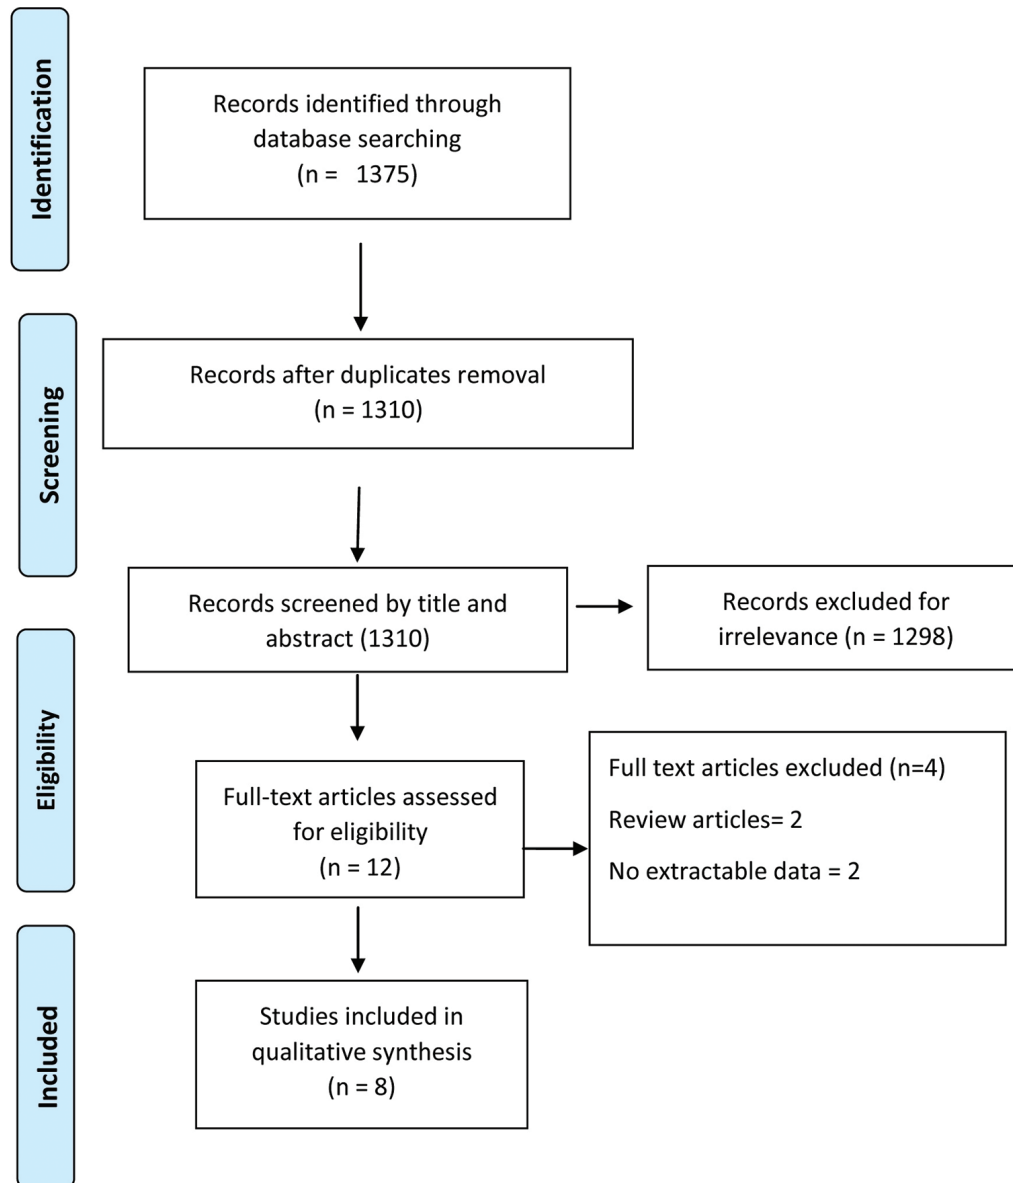 Identification
Records identified through
database searching
(n =   1375)
Screening
Records after duplicates removal
(n = 1310)
Records screened by title and
abstract (1310)
Records excluded for
irrelevance (n = 1298)
Eligibility
Full-text articles assessed
for eligibility
(n = 12)
Full text articles excluded (n=4)
Review articles= 2
No extractable data = 2
Included
Studies included in
qualitative synthesis
(n = 8)